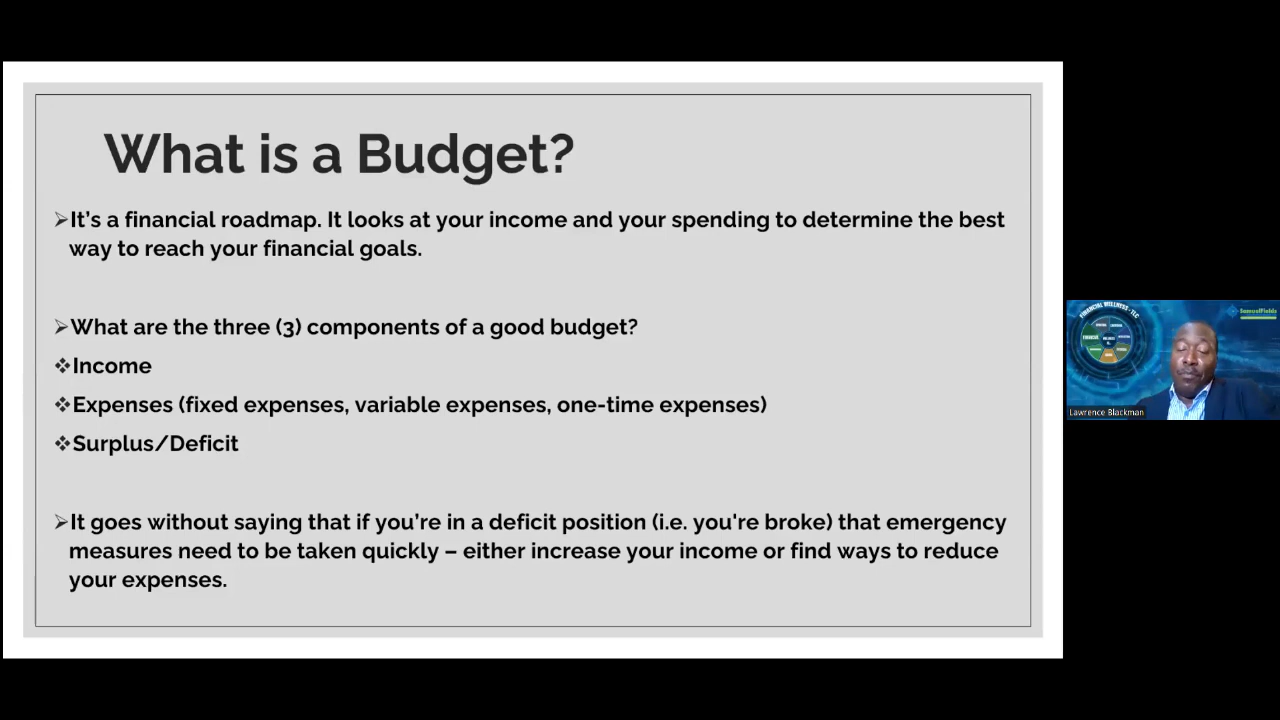 What is a Budget?
➢It’s a financial roadmap. It looks at your income and your spending to determine the best
way to reach your financial goals.
➢What are the three (3) components of a good budget?
❖Income
❖Expenses (fixed expenses, variable expenses, one-time expenses)
❖Surplus/Deficit
➢It goes without saying that if you’re in a deficit position (i.e. you're broke) that emergency
measures need to be taken quickly – either increase your income or find ways to reduce
your expenses.
FINANCIAL WELLNESS - TLC
SamuelFields
Lawrence Blackman